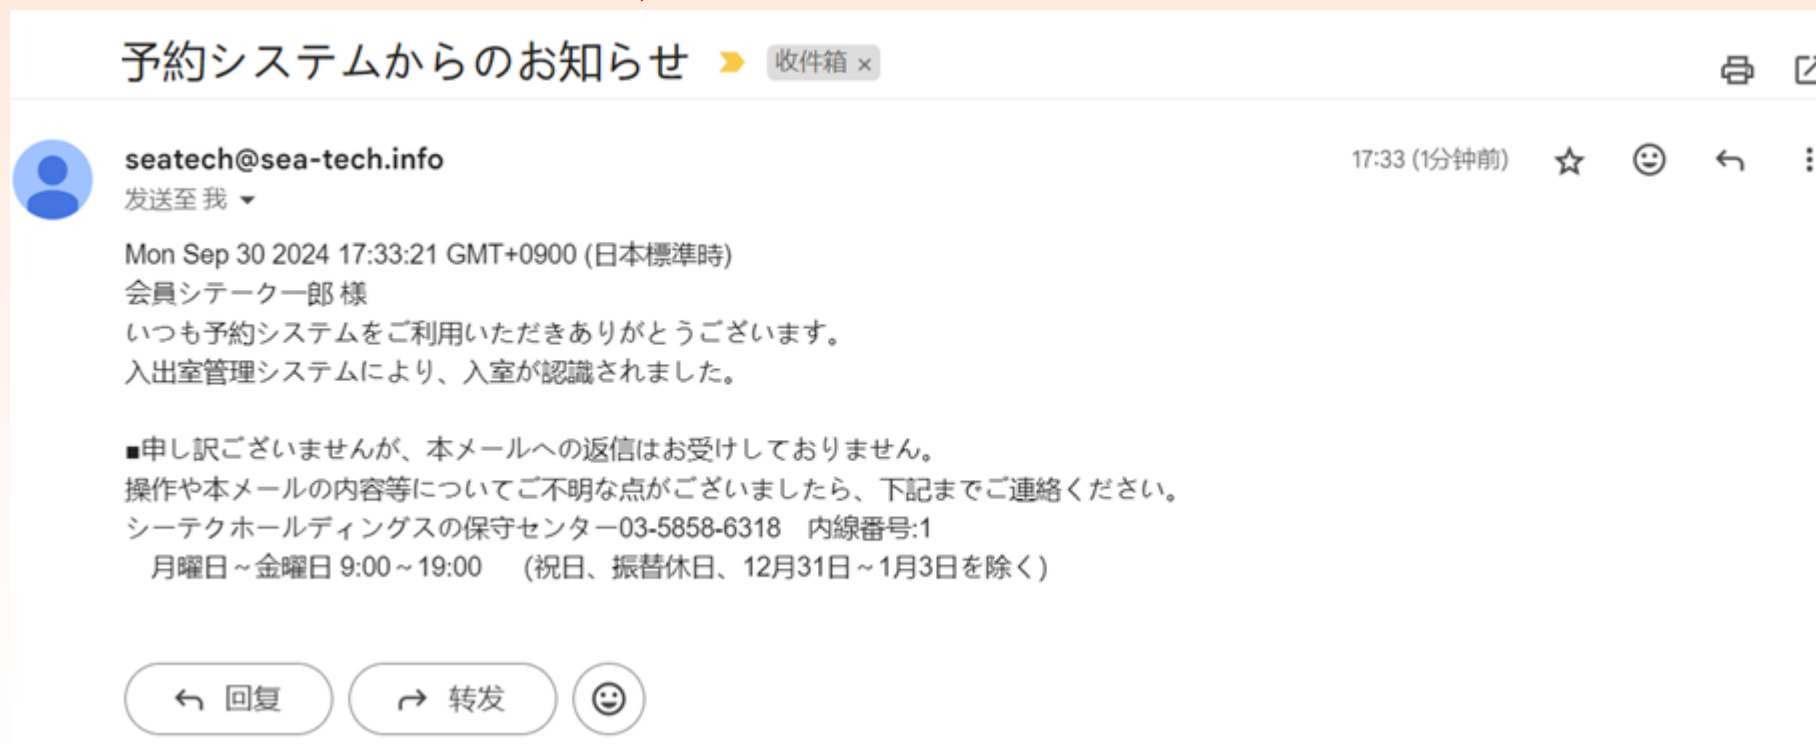 予約システムからのお知らせ 收件箱 ×
seatech@sea-tech.info 17:33 (1分钟前)
发送至 我
Mon Sep 30 2024 17:33:21 GMT+0900 (日本標準時)
会員シテーク一郎 様
いつも予約システムをご利用いただきありがとうございます。
入出室管理システムにより、入室が認識されました。
■申し訳ございませんが、本メールへの返信はお受けしておりません。
操作や本メールの内容等についてご不明な点がございましたら、下記までご連絡ください。
シーテクホールディングスの保守センター03-5858-6318 内線番号:1
月曜日～金曜日 9:00～19:00 (祝日、振替休日、12月31日～1月3日を除く)
回复 转发